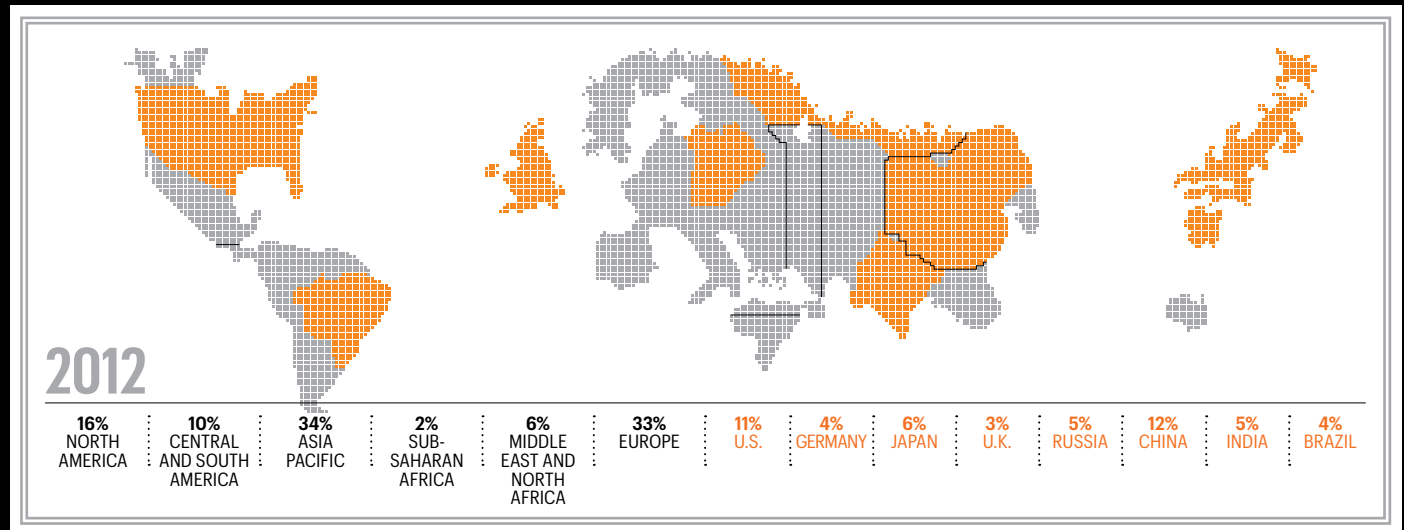 2012
16%
NORTH
AMERICA
10%
CENTRAL
AND SOUTH
AMERICA
34%
ASIA
PACIFIC
2%
SUB-
SAHARAN
AFRICA
6%
MIDDLE
EAST AND
NORTH
AFRICA
33%
EUROPE
11%
U.S.
4%
GERMANY
6%
JAPAN
3%
U.K.
5%
RUSSIA
12%
CHINA
5%
INDIA
4%
BRAZIL